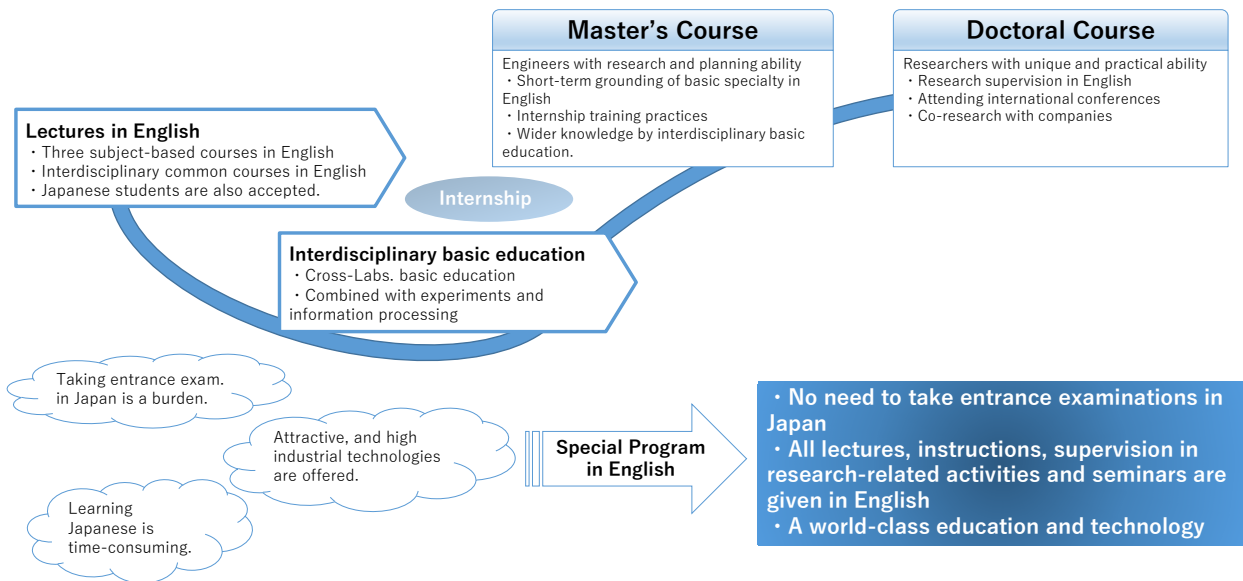 Master's Course
Engineers with research and planning ability
・Short-term grounding of basic specialty in
English
・Internship training practices
・Wider knowledge by interdisciplinary basic
education.
Doctoral Course
Researchers with unique and practical ability
・Research supervision in English
・Attending international conferences
・Co-research with companies
Lectures in English
・Three subject-based courses in English
・Interdisciplinary common courses in English
・Japanese students are also accepted.
Internship
Interdisciplinary basic education
・Cross-Labs. basic education
・Combined with experiments and
information processing
Taking entrance exam.
in Japan is a burden.
Attractive, and high
industrial technologies
are offered.
Learning
Japanese is
time-consuming.
Special Program
in English
・No need to take entrance examinations in
Japan
・All lectures, instructions, supervision in
research-related activities and seminars are
given in English
・A world-class education and technology